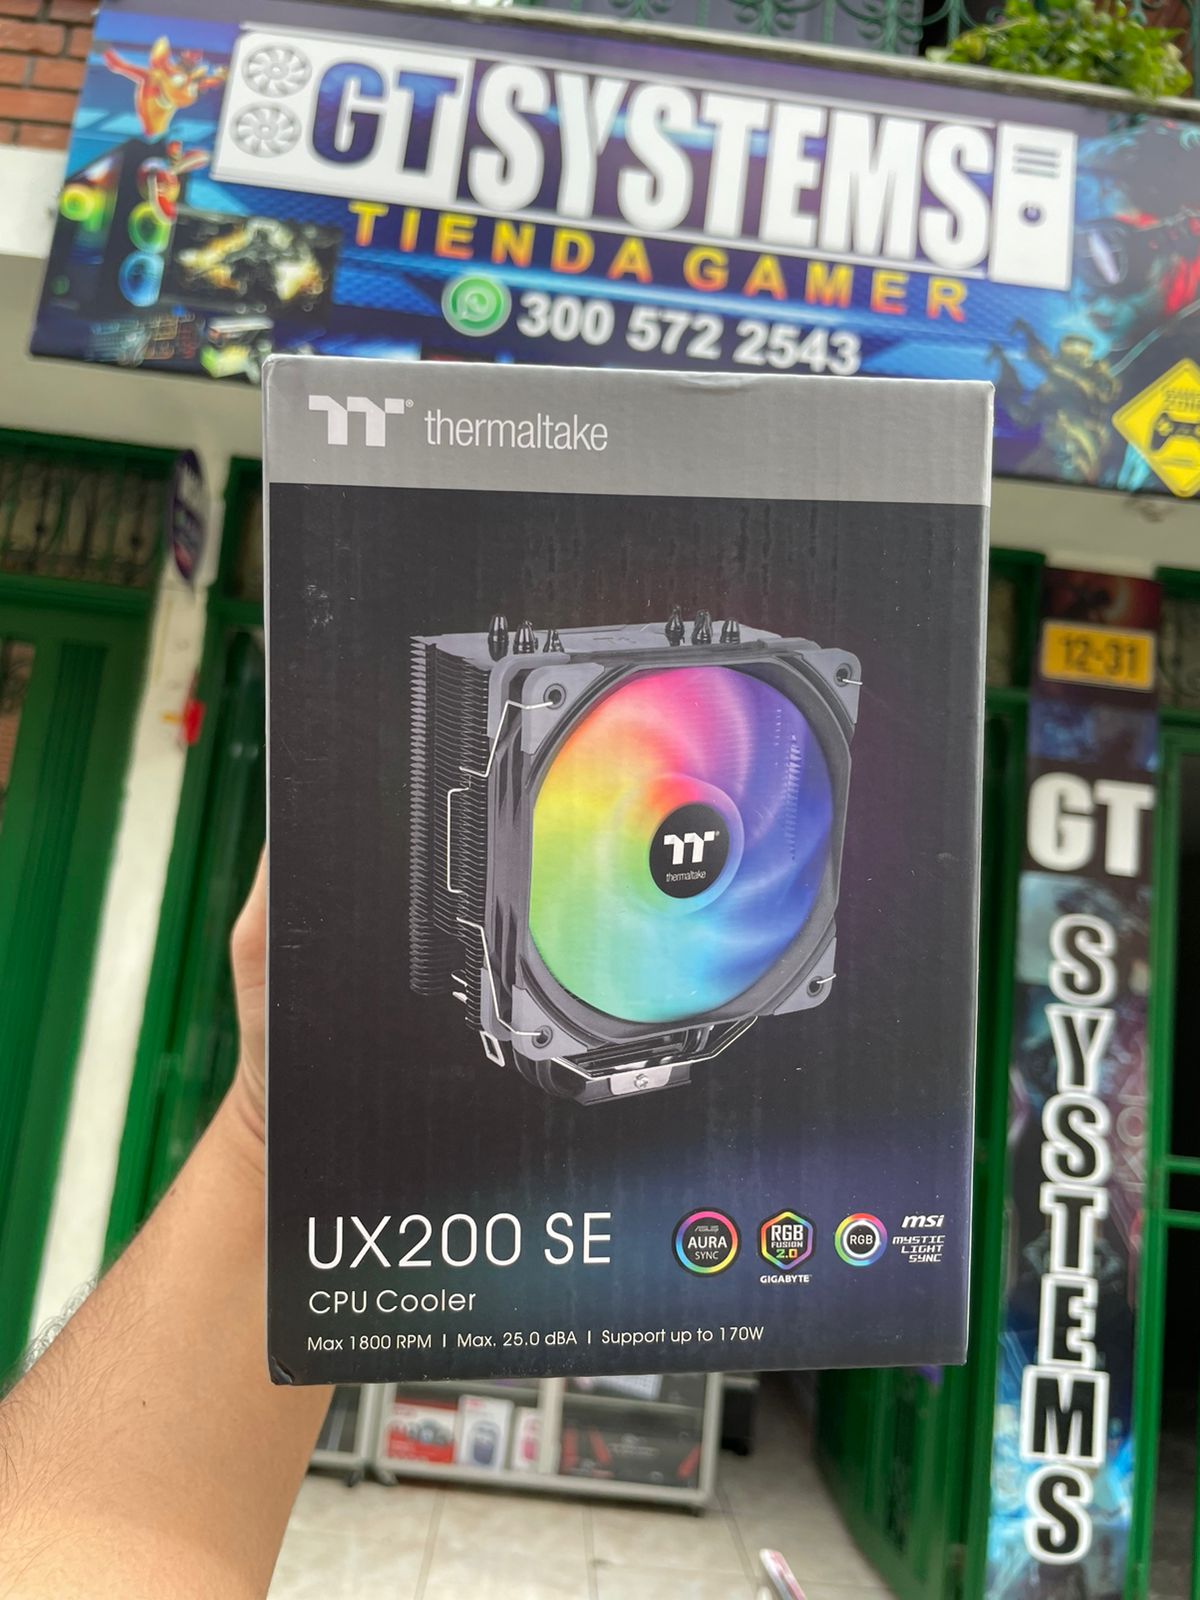 GT SYSTEMS
TIENDA GAMER
300 572 2543
thermaltake
12-31
GT
SYSTEMS
thermaltake
UX200 SE
CPU Cooler
Max 1800 RPM | Max. 25.0 dBA | Support up to 170W
ASUS
AURA
SYNC
RGB
FUSION
2.0
GIGABYTE
RGB
msi
MYSTIC
LIGHT
SYNC